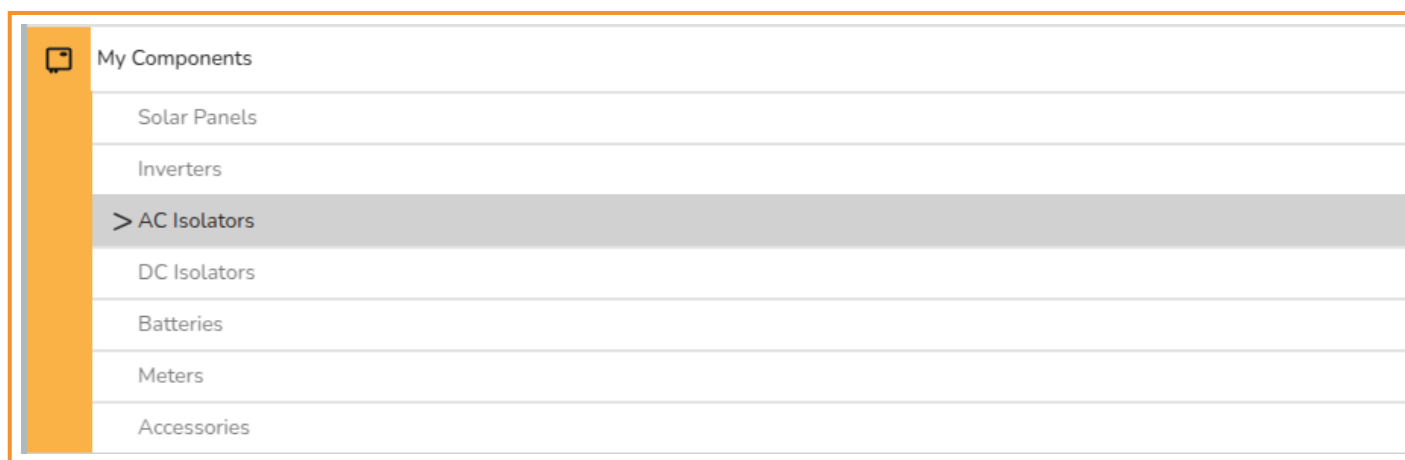 My Components
Solar Panels
Inverters
> AC Isolators
DC Isolators
Batteries
Meters
Accessories